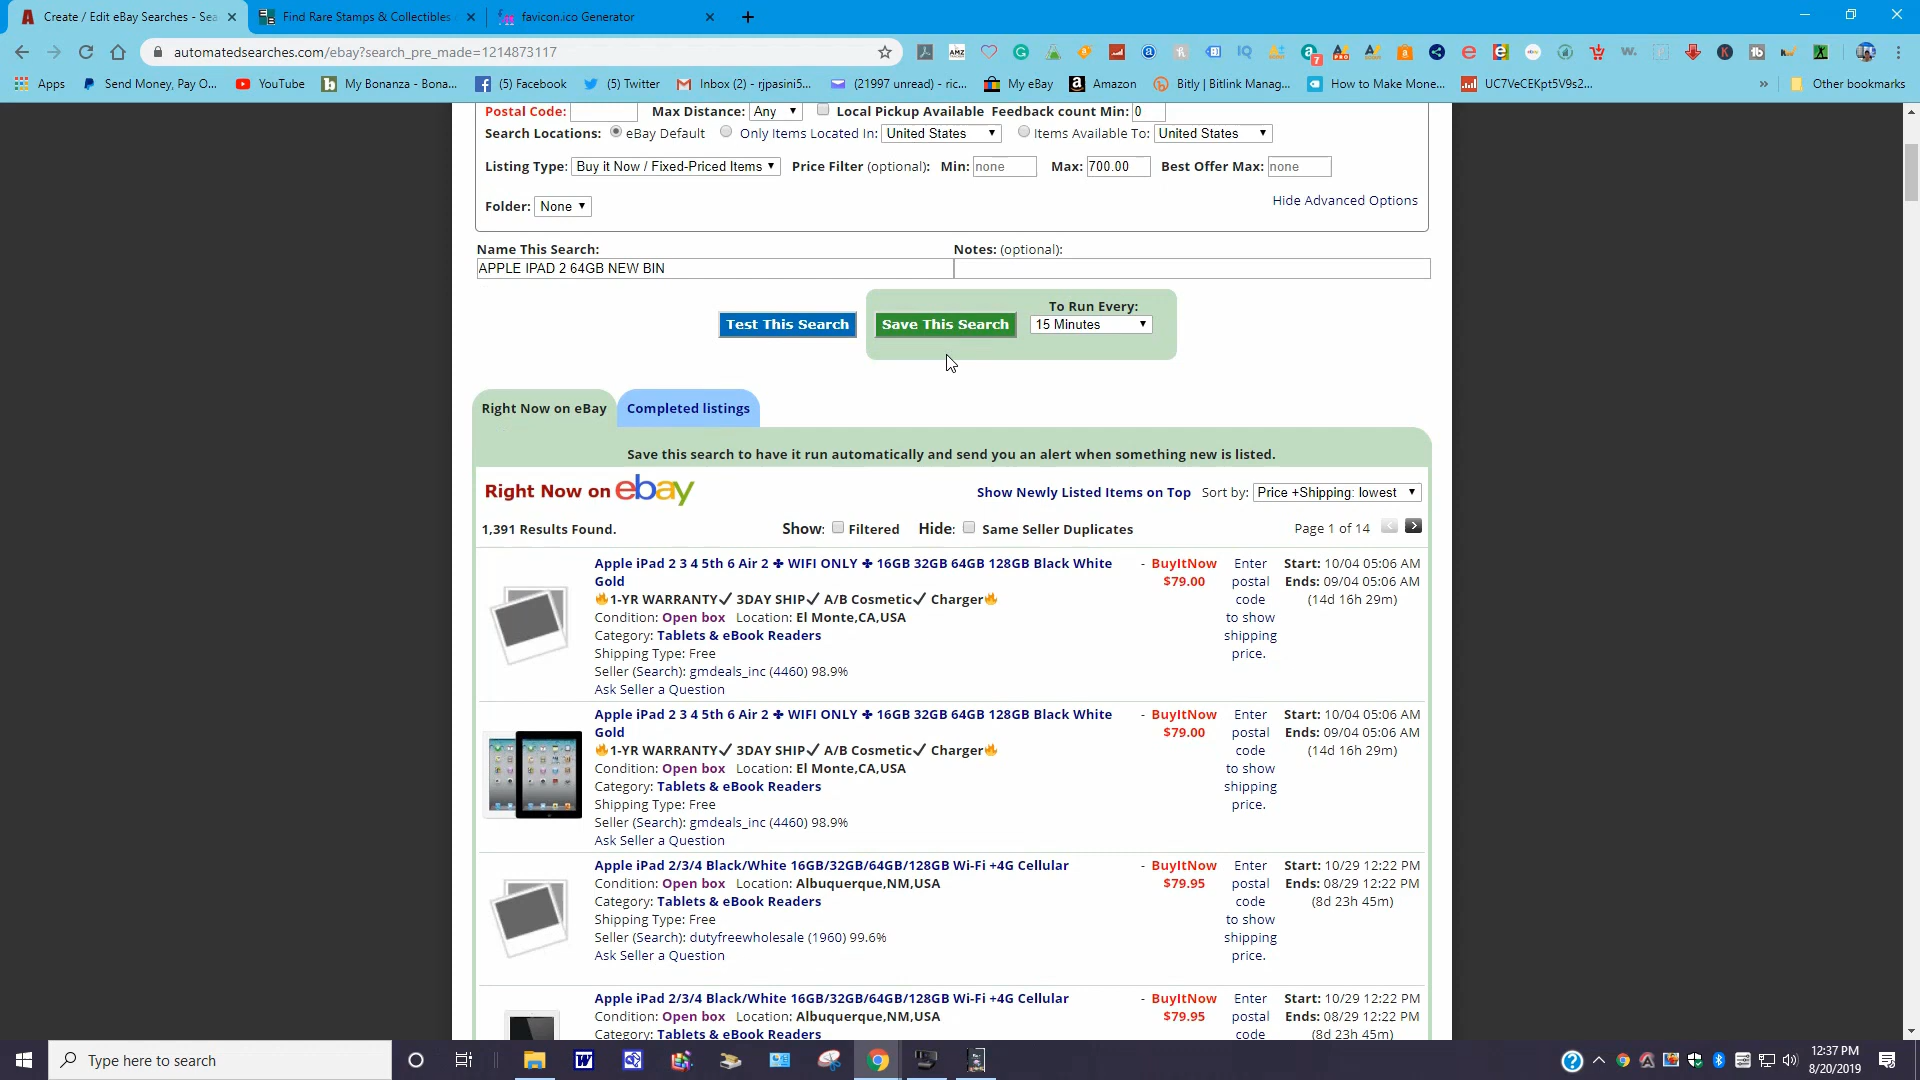 Create / Edit eBay Searches - Sea
Find Rare Stamps & Collectibles
favicon.ico Generator
automatedsearches.com/ebay?search_pre_made=1214873117
Apps
Send Money, Pay O...
YouTube
My Bonanza - Bona...
(5) Facebook
(5) Twitter
Inbox (2) - rjpasini5...
(21997 unread) - ric...
My eBay
Amazon
Bitly | Bitlink Manag...
How to Make Mone...
UC7VeCEKpt5V9s2...
»
Other bookmarks
Postal Code: Max Distance: Any Local Pickup Available Feedback count Min: 0
Search Locations: eBay Default Only Items Located In: United States Items Available To: United States
Listing Type: Buy it Now / Fixed-Priced Items Price Filter (optional): Min: none Max: 700.00 Best Offer Max: none
Folder: None
Hide Advanced Options
Name This Search: Notes: (optional):
APPLE IPAD 2 64GB NEW BIN
To Run Every:
Test This Search Save This Search 15 Minutes
Right Now on eBay Completed listings
Save this search to have it run automatically and send you an alert when something new is listed.
Right Now on ebay
Show Newly Listed Items on Top Sort by: Price +Shipping: lowest
1,391 Results Found. Show: Filtered Hide: Same Seller Duplicates Page 1 of 14 < >
Apple iPad 2 3 4 5th 6 Air 2 ✤ WIFI ONLY ✤ 16GB 32GB 64GB 128GB Black White
Gold
🔥1-YR WARRANTY✓ 3DAY SHIP✓ A/B Cosmetic✓ Charger🔥
Condition: Open box Location: El Monte,CA,USA
Category: Tablets & eBook Readers
Shipping Type: Free
Seller (Search): gmdeals_inc (4460) 98.9%
Ask Seller a Question
- BuyItNow
$79.00
Enter
postal
code
to show
shipping
price.
Start: 10/04 05:06 AM
Ends: 09/04 05:06 AM
(14d 16h 29m)
Apple iPad 2 3 4 5th 6 Air 2 ✤ WIFI ONLY ✤ 16GB 32GB 64GB 128GB Black White
Gold
🔥1-YR WARRANTY✓ 3DAY SHIP✓ A/B Cosmetic✓ Charger🔥
Condition: Open box Location: El Monte,CA,USA
Category: Tablets & eBook Readers
Shipping Type: Free
Seller (Search): gmdeals_inc (4460) 98.9%
Ask Seller a Question
- BuyItNow
$79.00
Enter
postal
code
to show
shipping
price.
Start: 10/04 05:06 AM
Ends: 09/04 05:06 AM
(14d 16h 29m)
Apple iPad 2/3/4 Black/White 16GB/32GB/64GB/128GB Wi-Fi +4G Cellular
Condition: Open box Location: Albuquerque,NM,USA
Category: Tablets & eBook Readers
Shipping Type: Free
Seller (Search): dutyfreewholesale (1960) 99.6%
Ask Seller a Question
- BuyItNow
$79.95
Enter
postal
code
to show
shipping
price.
Start: 10/29 12:22 PM
Ends: 08/29 12:22 PM
(8d 23h 45m)
Apple iPad 2/3/4 Black/White 16GB/32GB/64GB/128GB Wi-Fi +4G Cellular
Condition: Open box Location: Albuquerque,NM,USA
Category: Tablets & eBook Readers
- BuyItNow
$79.95
Enter
postal
code
Start: 10/29 12:22 PM
Ends: 08/29 12:22 PM
(8d 23h 45m)
Type here to search
12:37 PM
8/20/2019